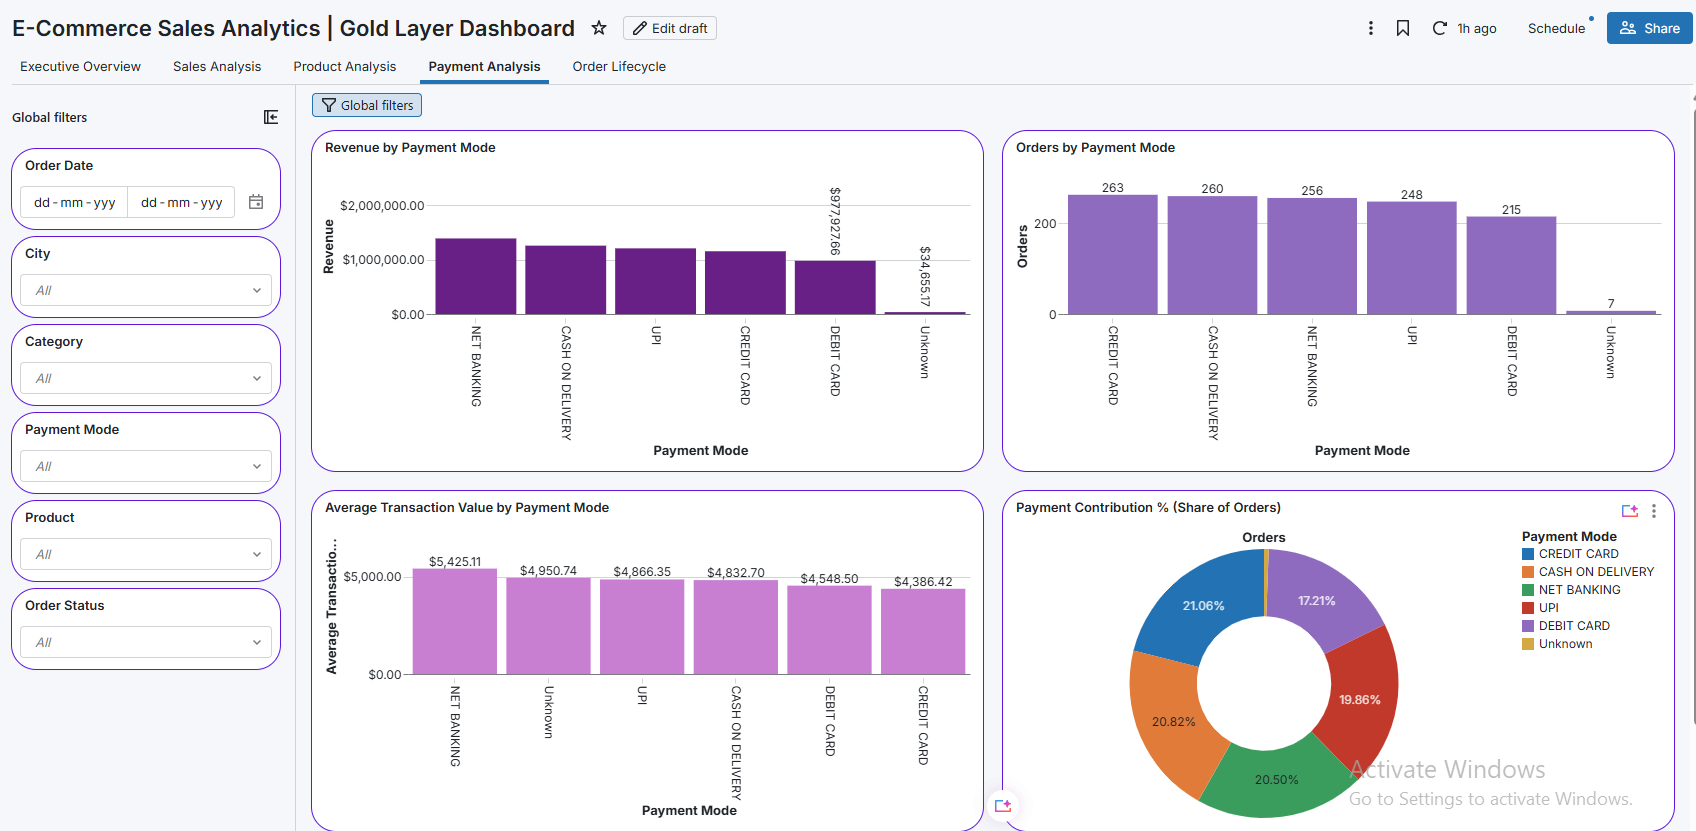 E-Commerce Sales Analytics | Gold Layer Dashboard
Edit draft
1h ago
Schedule
Share
Executive Overview
Sales Analysis
Product Analysis
Payment Analysis
Order Lifecycle
Global filters
Order Date
dd-mm-yyy
dd-mm-yyy
City
All
Category
All
Payment Mode
All
Product
All
Order Status
All
Global filters
Revenue by Payment Mode
Revenue
$2,000,000.00
$1,000,000.00
$0.00
$977,927.66
$34,655.17
NET BANKING
CASH ON DELIVERY
UPI
CREDIT CARD
DEBIT CARD
Unknown
Payment Mode
Orders by Payment Mode
Orders
200
0
263
260
256
248
215
7
CREDIT CARD
CASH ON DELIVERY
NET BANKING
UPI
DEBIT CARD
Unknown
Payment Mode
Average Transaction Value by Payment Mode
Average Transactio...
$5,000.00
$0.00
$5,425.11
$4,950.74
$4,866.35
$4,832.70
$4,548.50
$4,386.42
NET BANKING
Unknown
UPI
CASH ON DELIVERY
DEBIT CARD
CREDIT CARD
Payment Mode
Payment Contribution % (Share of Orders)
Orders
21.06%
17.21%
19.86%
20.82%
20.50%
Payment Mode
CREDIT CARD
CASH ON DELIVERY
NET BANKING
UPI
DEBIT CARD
Unknown
Activate Windows
Go to Settings to activate Windows.